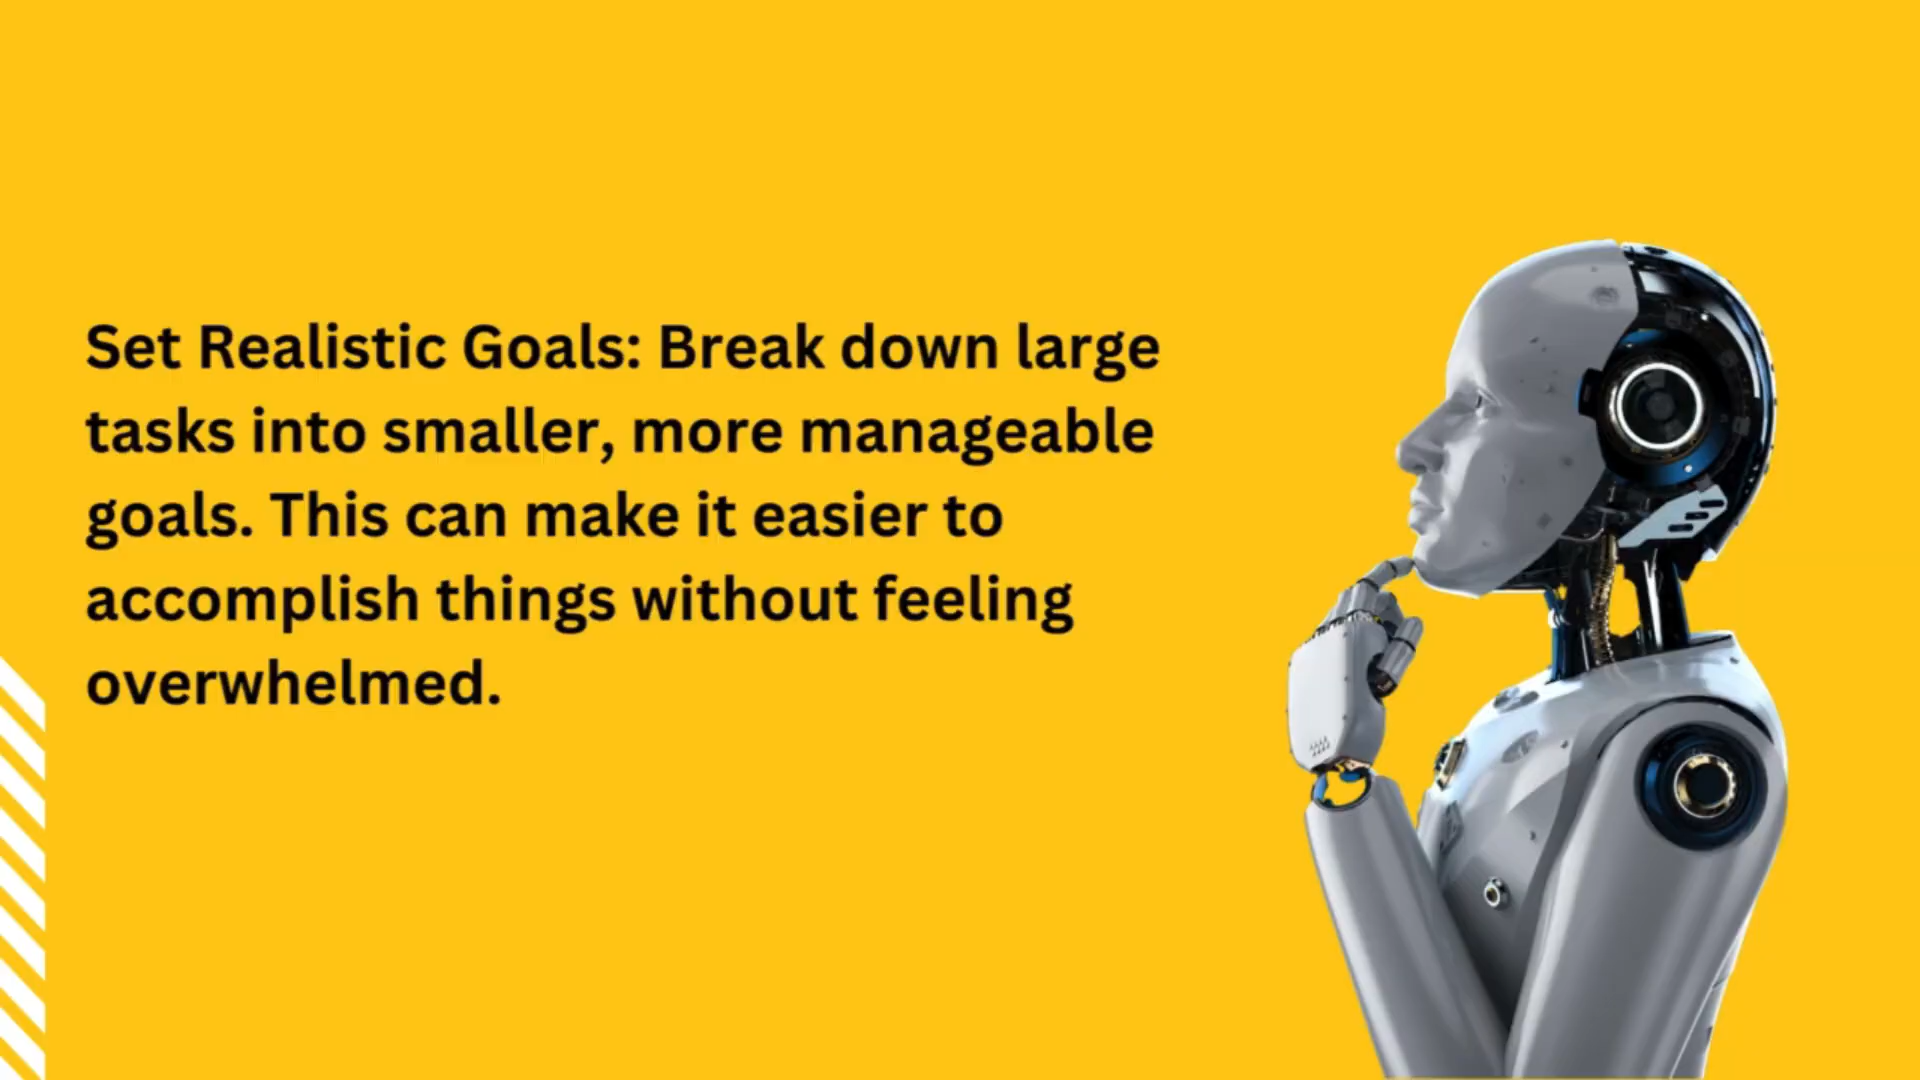 Set Realistic Goals: Break down large
tasks into smaller, more manageable
goals. This can make it easier to
accomplish things without feeling
overwhelmed.